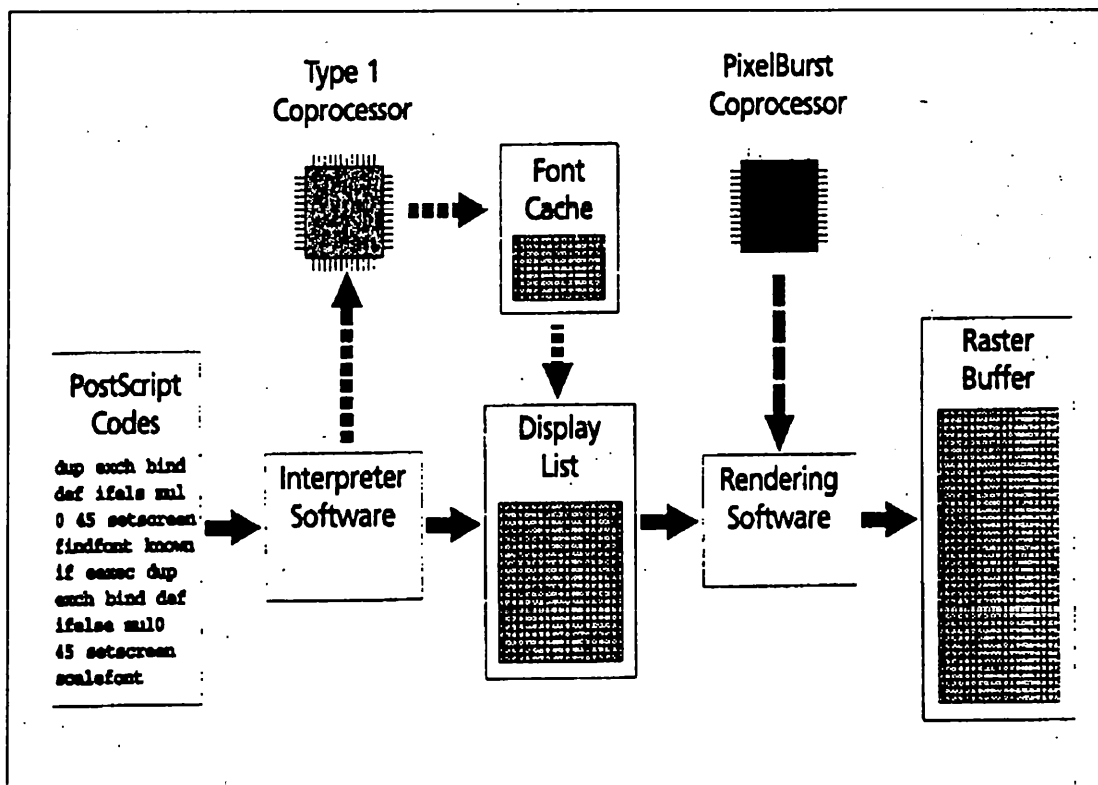 Type 1
Coprocessor
PixelBurst
Coprocessor
Font
Cache
PostScript
Codes
dup exch bind
def ifels mul
0 45 setscreen
findfont known
if eexec dup
exch bind def
ifelse mul0
45 setscreen
scalefont
Interpreter
Software
Display
List
Rendering
Software
Raster
Buffer